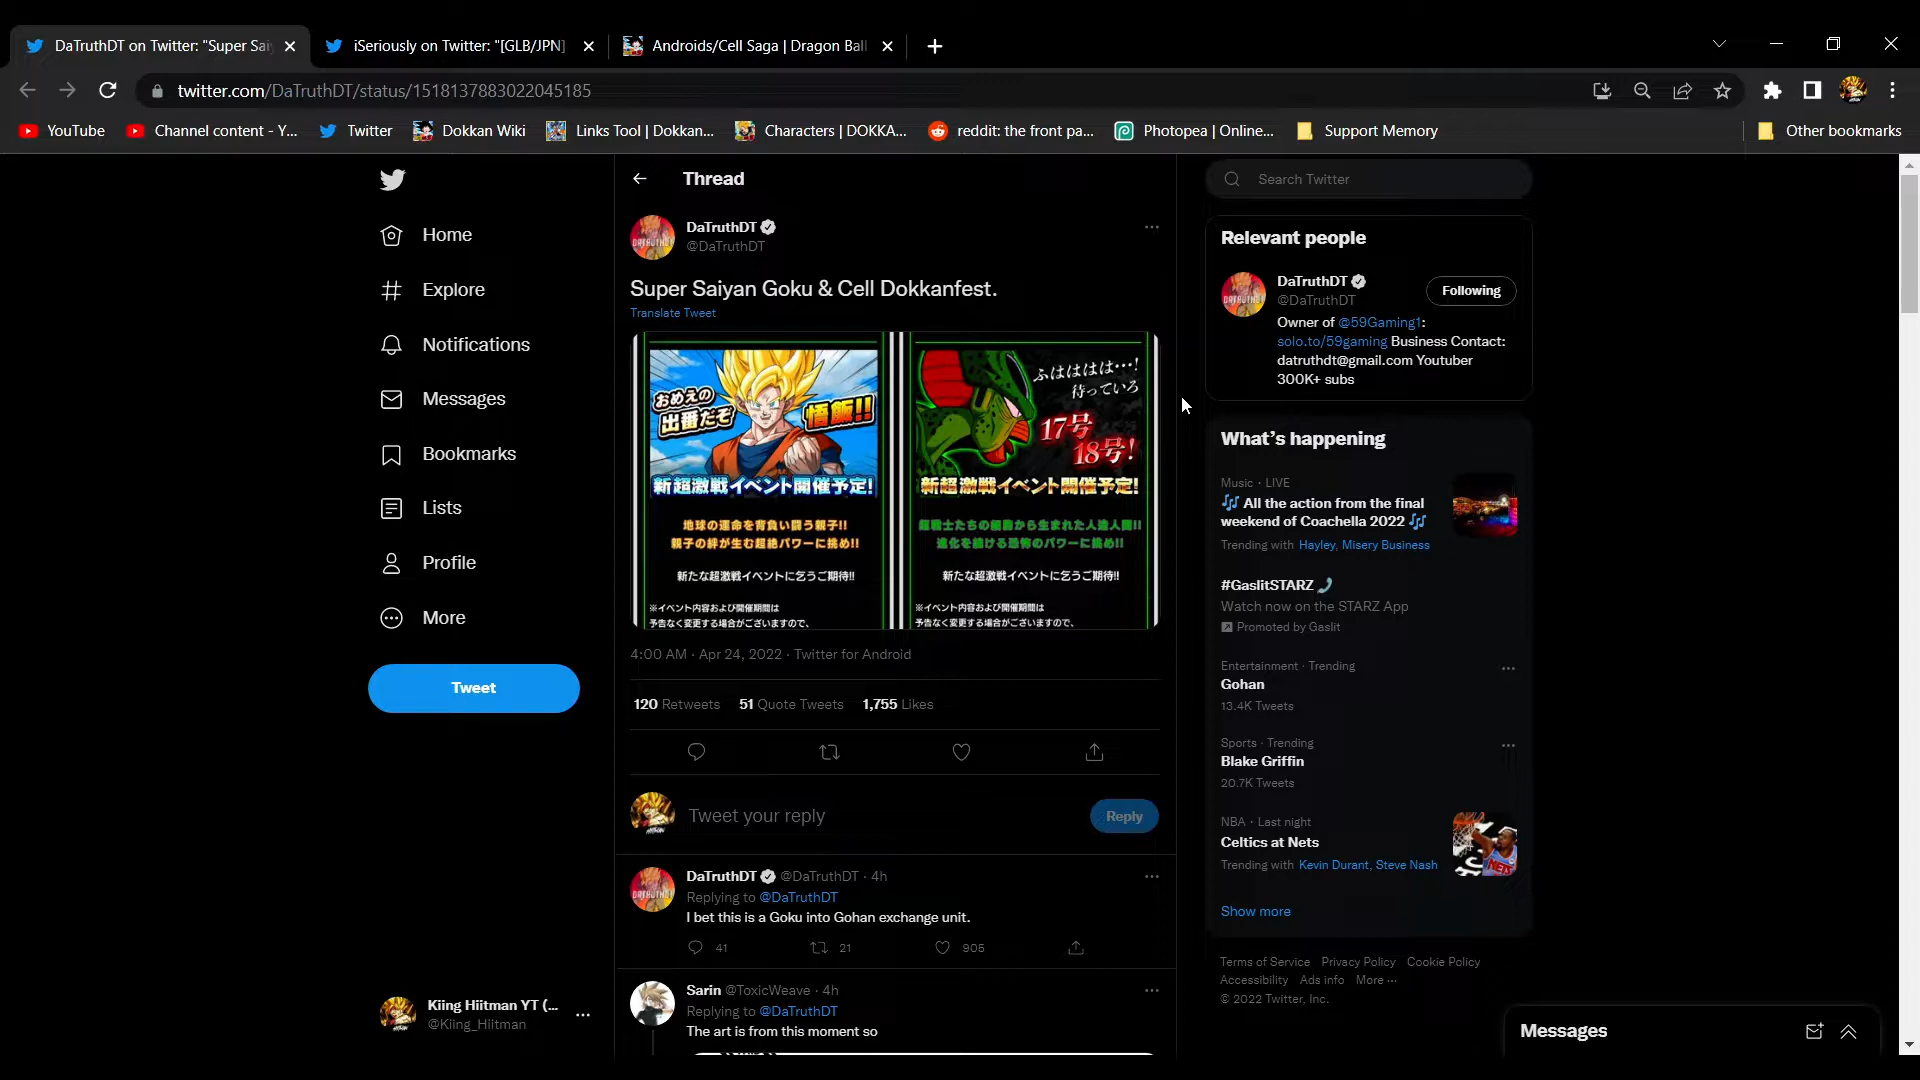 DaTruthDT on Twitter: "Super Sai
iSeriously on Twitter: "[GLB/JPN]
Androids/Cell Saga | Dragon Ball
twitter.com/DaTruthDT/status/1518137883022045185
YouTube
Channel content - Y...
Twitter
Dokkan Wiki
Links Tool | Dokkan...
Characters | DOKKA...
reddit: the front pa...
Photopea | Online...
Support Memory
Other bookmarks
Home
Explore
Notifications
Messages
Bookmarks
Lists
Profile
More
Tweet
Kiing Hiitman YT (...
@Kiing_Hiitman
Thread
DaTruthDT
@DaTruthDT
Super Saiyan Goku & Cell Dokkanfest.
Translate Tweet
おめえの
出番だぞ
悟飯!!
新超激戦イベント開催予定!
地球の運命を背負い闘う親子!!
親子の絆が生む超絶パワーに挑め!!
新たな超激戦イベントに乞うご期待!!
※イベント内容および開催期間は
予告なく変更する場合がございますので、
ふはははは…!
待っていろ
17号
18号!
新超激戦イベント開催予定!
超戦士たちの細胞から生まれた人造人間!!
進化を続ける恐怖のパワーに挑め!!
新たな超激戦イベントに乞うご期待!!
※イベント内容および開催期間は
予告なく変更する場合がございますので、
4:00 AM · Apr 24, 2022 · Twitter for Android
120 Retweets 51 Quote Tweets 1,755 Likes
Tweet your reply
Reply
DaTruthDT @DaTruthDT · 4h
Replying to @DaTruthDT
I bet this is a Goku into Gohan exchange unit.
41 21 905
Sarin @ToxicWeave · 4h
Replying to @DaTruthDT
The art is from this moment so
Search Twitter
Relevant people
DaTruthDT
@DaTruthDT
Following
Owner of @59Gaming1:
solo.to/59gaming Business Contact:
datruthdt@gmail.com Youtuber
300K+ subs
What's happening
Music · LIVE
🎶 All the action from the final
weekend of Coachella 2022 🎶
Trending with Hayley, Misery Business
#GaslitSTARZ
Watch now on the STARZ App
Promoted by Gaslit
Entertainment · Trending
Gohan
13.4K Tweets
Sports · Trending
Blake Griffin
20.7K Tweets
NBA · Last night
Celtics at Nets
Trending with Kevin Durant, Steve Nash
Show more
Terms of Service Privacy Policy Cookie Policy
Accessibility Ads info More ···
© 2022 Twitter, Inc.
Messages